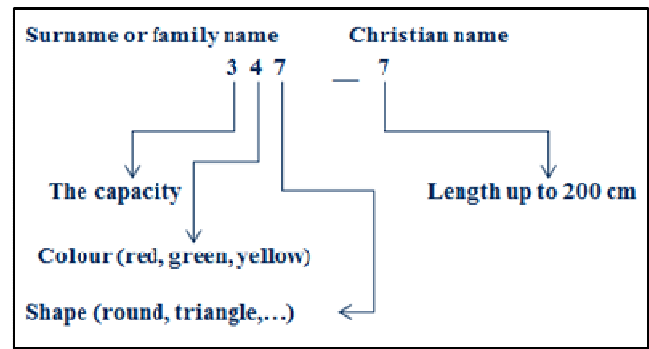 Surname or family name Christian name
3 4 7 __ 7
The capacity Length up to 200 cm
Colour (red, green, yellow)
Shape (round, triangle,...)